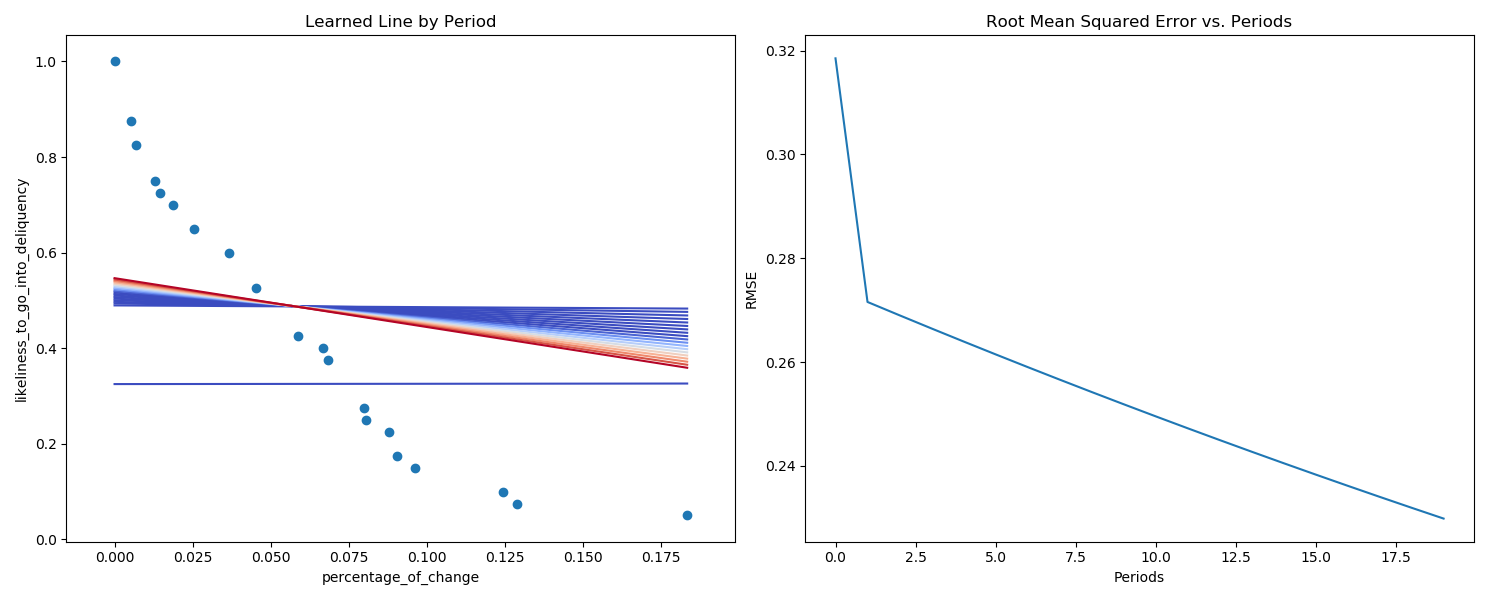 Learned Line by Period
1.0
0.8
0.6
0.4
0.2
0.0
likeliness_to_go_into_deliquency
0.000 0.025 0.050 0.075 0.100 0.125 0.150 0.175
percentage_of_change
Root Mean Squared Error vs. Periods
0.32
0.30
0.28
0.26
0.24
RMSE
0.0 2.5 5.0 7.5 10.0 12.5 15.0 17.5
Periods